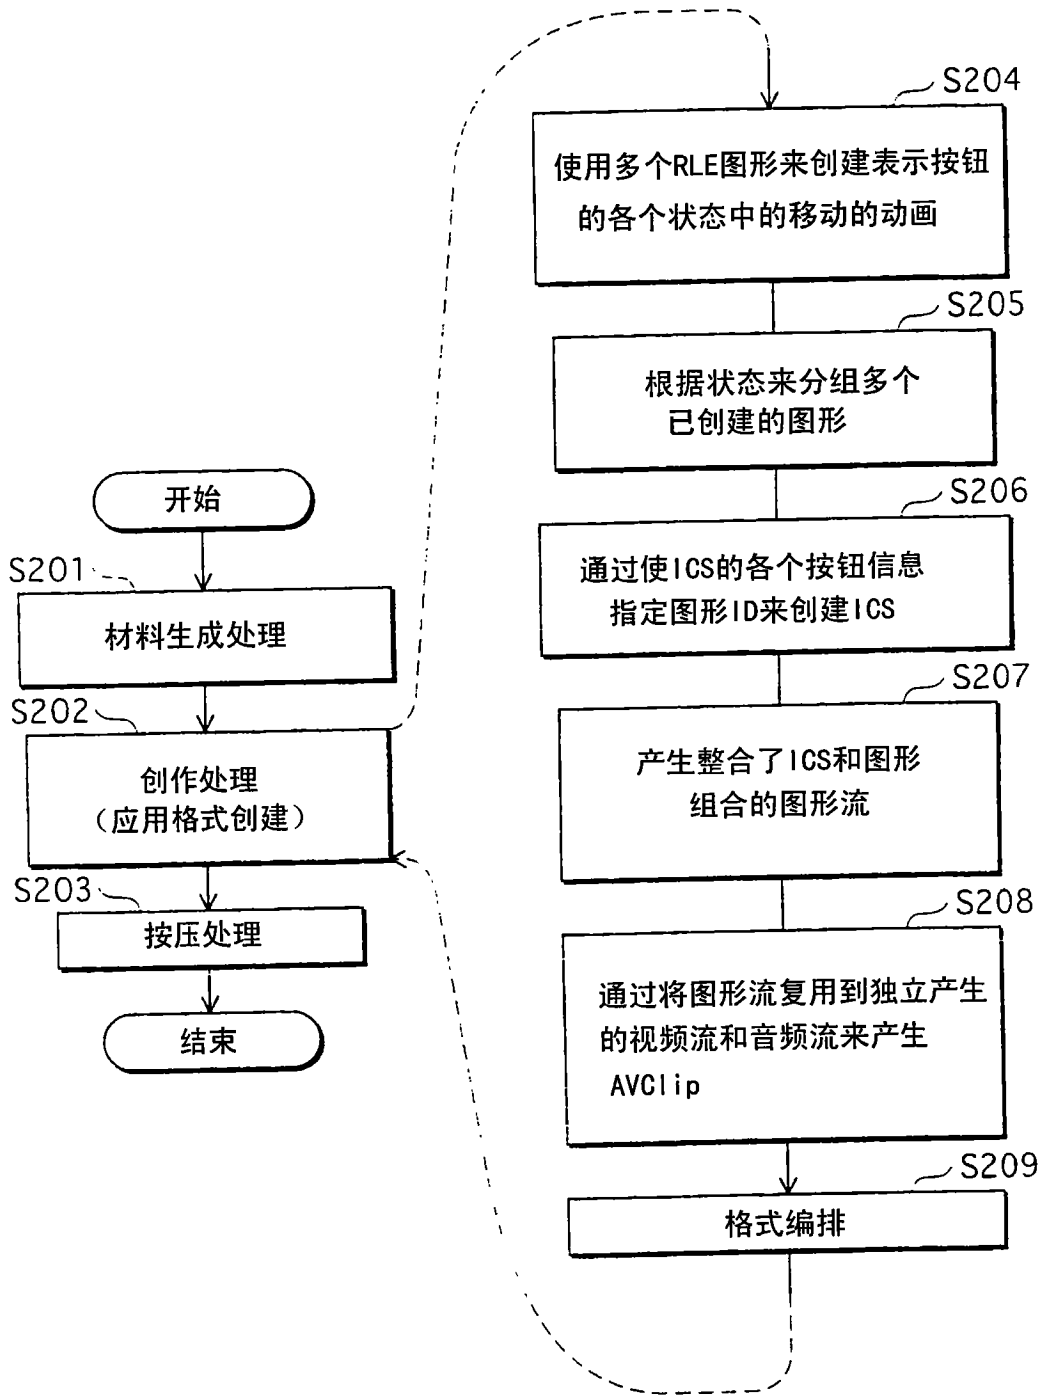 开始
S201
材料生成处理
S202
创作处理
（应用格式创建）
S203
按压处理
结束
S204
使用多个RLE图形来创建表示按钮
的各个状态中的移动的动画
S205
根据状态来分组多个
已创建的图形
S206
通过使ICS的各个按钮信息
指定图形ID来创建ICS
S207
产生整合了ICS和图形
组合的图形流
S208
通过将图形流复用到独立产生
的视频流和音频流来产生
AVClip
S209
格式编排